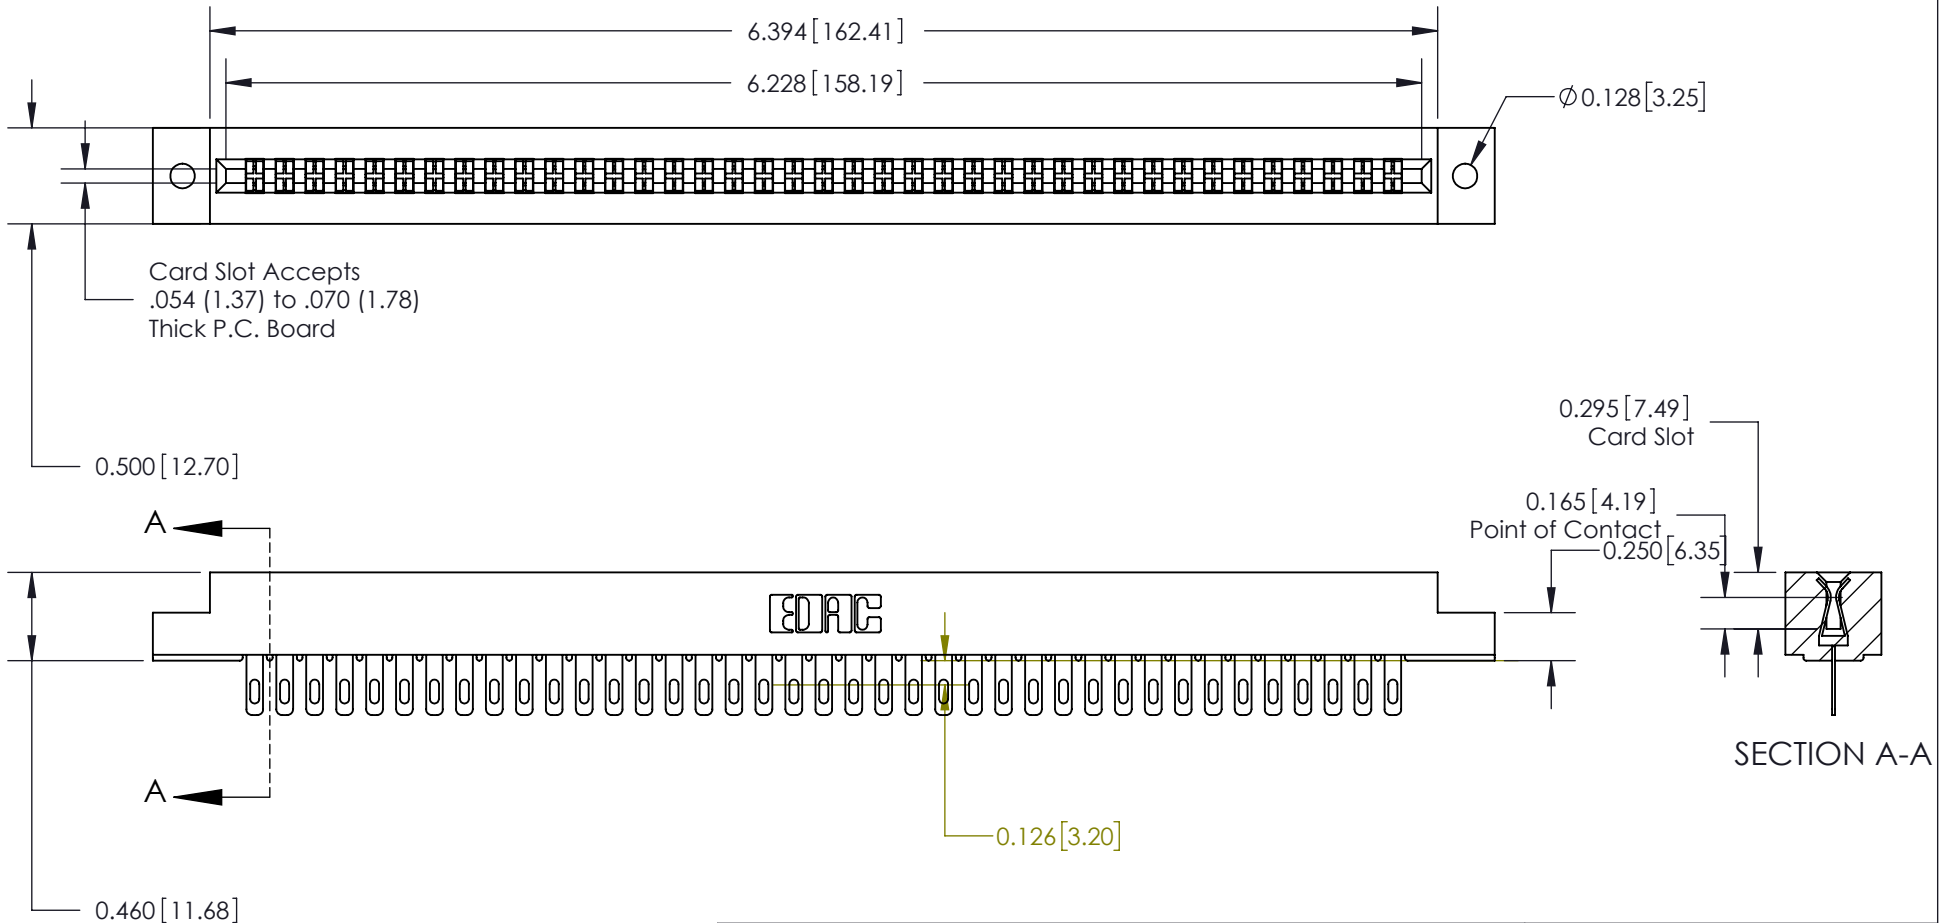 6.394[162.41]
6.228[158.19]
Ø0.128[3.25]
Card Slot Accepts
.054 (1.37) to .070 (1.78)
Thick P.C. Board
0.295[7.49]
Card Slot
0.500[12.70]
0.165[4.19]
Point of Contact
0.250[6.35]
A
EDAC
SECTION A-A
A
0.126[3.20]
0.460[11.68]